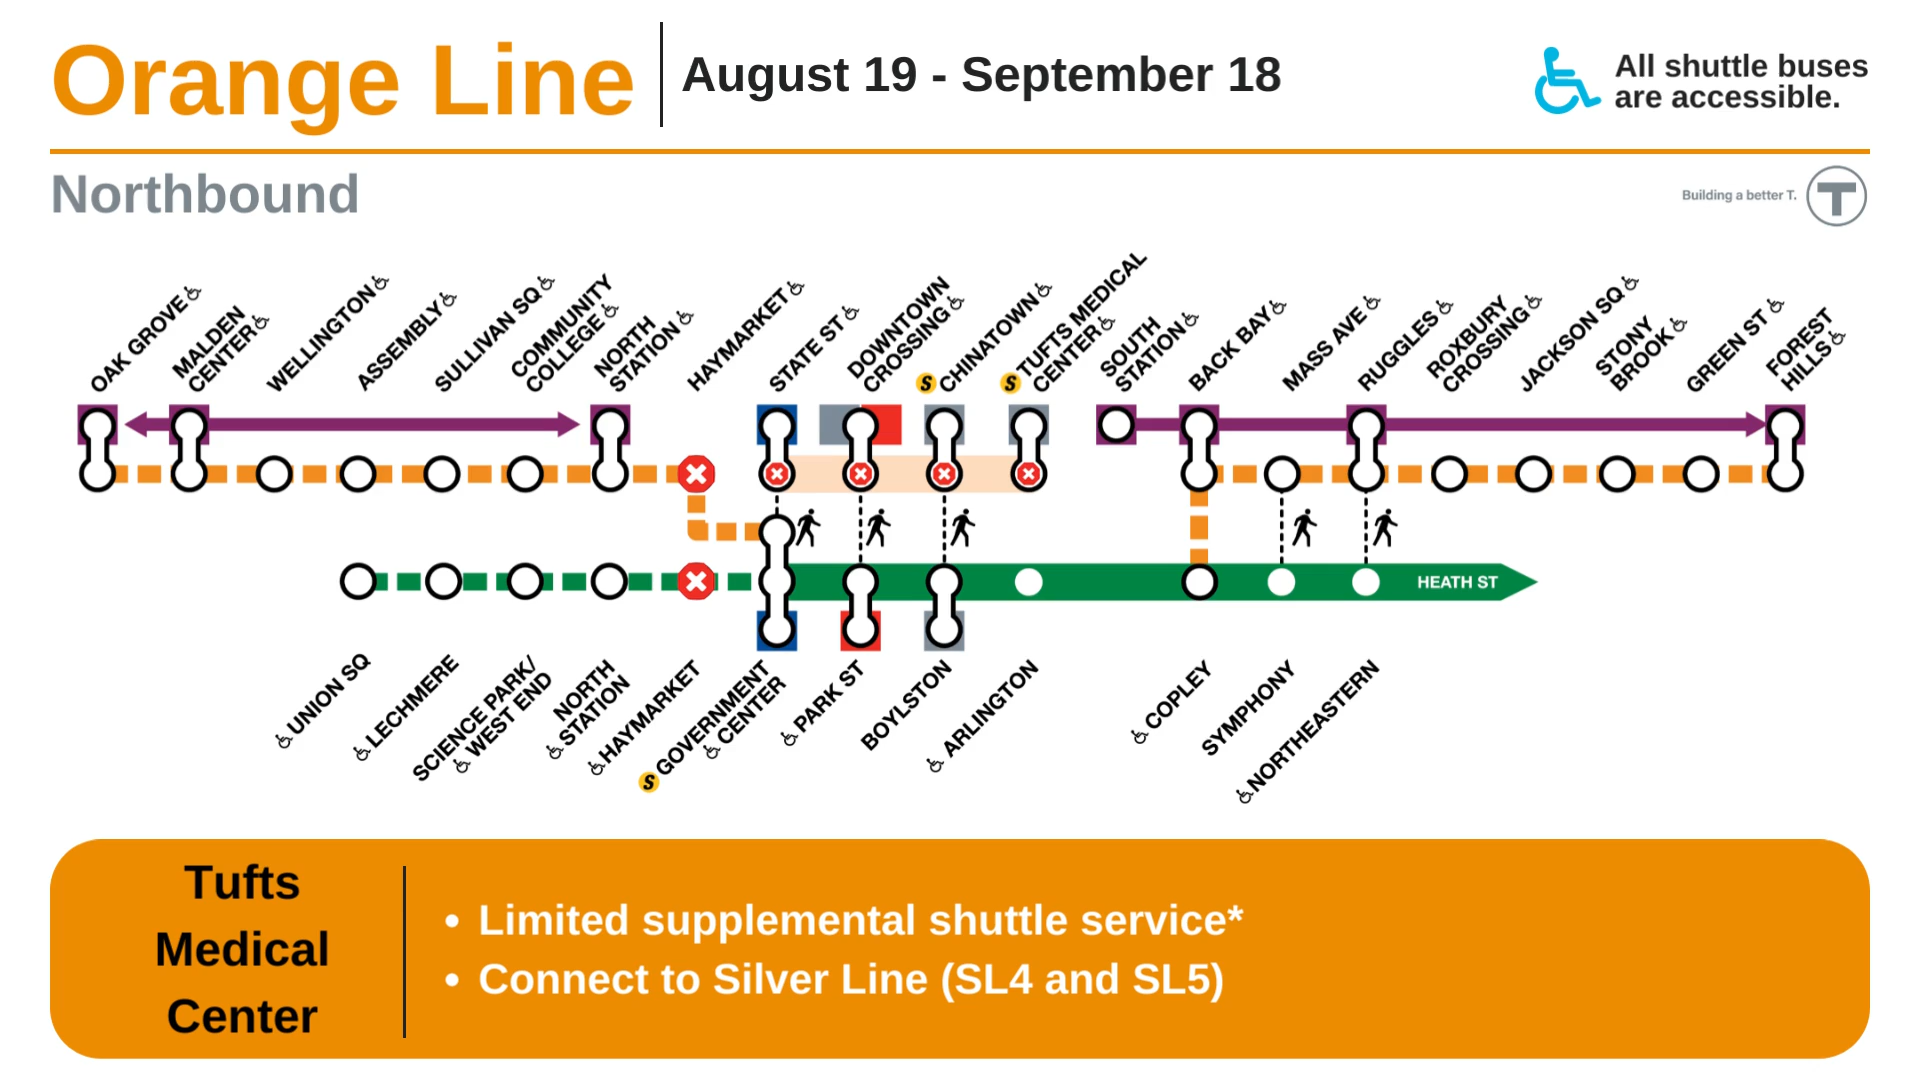 Orange Line
August 19 - September 18
All shuttle buses
are accessible.
Northbound
Building a better T.
T
OAK GROVE
MALDEN
CENTER
WELLINGTON
ASSEMBLY
SULLIVAN SQ
COMMUNITY
COLLEGE
NORTH
STATION
HAYMARKET
STATE ST
DOWNTOWN
CROSSING
S CHINATOWN
S TUFTS MEDICAL
CENTER
SOUTH
STATION
BACK BAY
MASS AVE
RUGGLES
ROXBURY
CROSSING
JACKSON SQ
STONY
BROOK
GREEN ST
FOREST
HILLS
HEATH ST
UNION SQ
LECHMERE
SCIENCE PARK/
WEST END
NORTH
STATION
HAYMARKET
S GOVERNMENT
CENTER
PARK ST
BOYLSTON
ARLINGTON
COPLEY
SYMPHONY
NORTHEASTERN
Tufts
Medical
Center
• Limited supplemental shuttle service*
• Connect to Silver Line (SL4 and SL5)